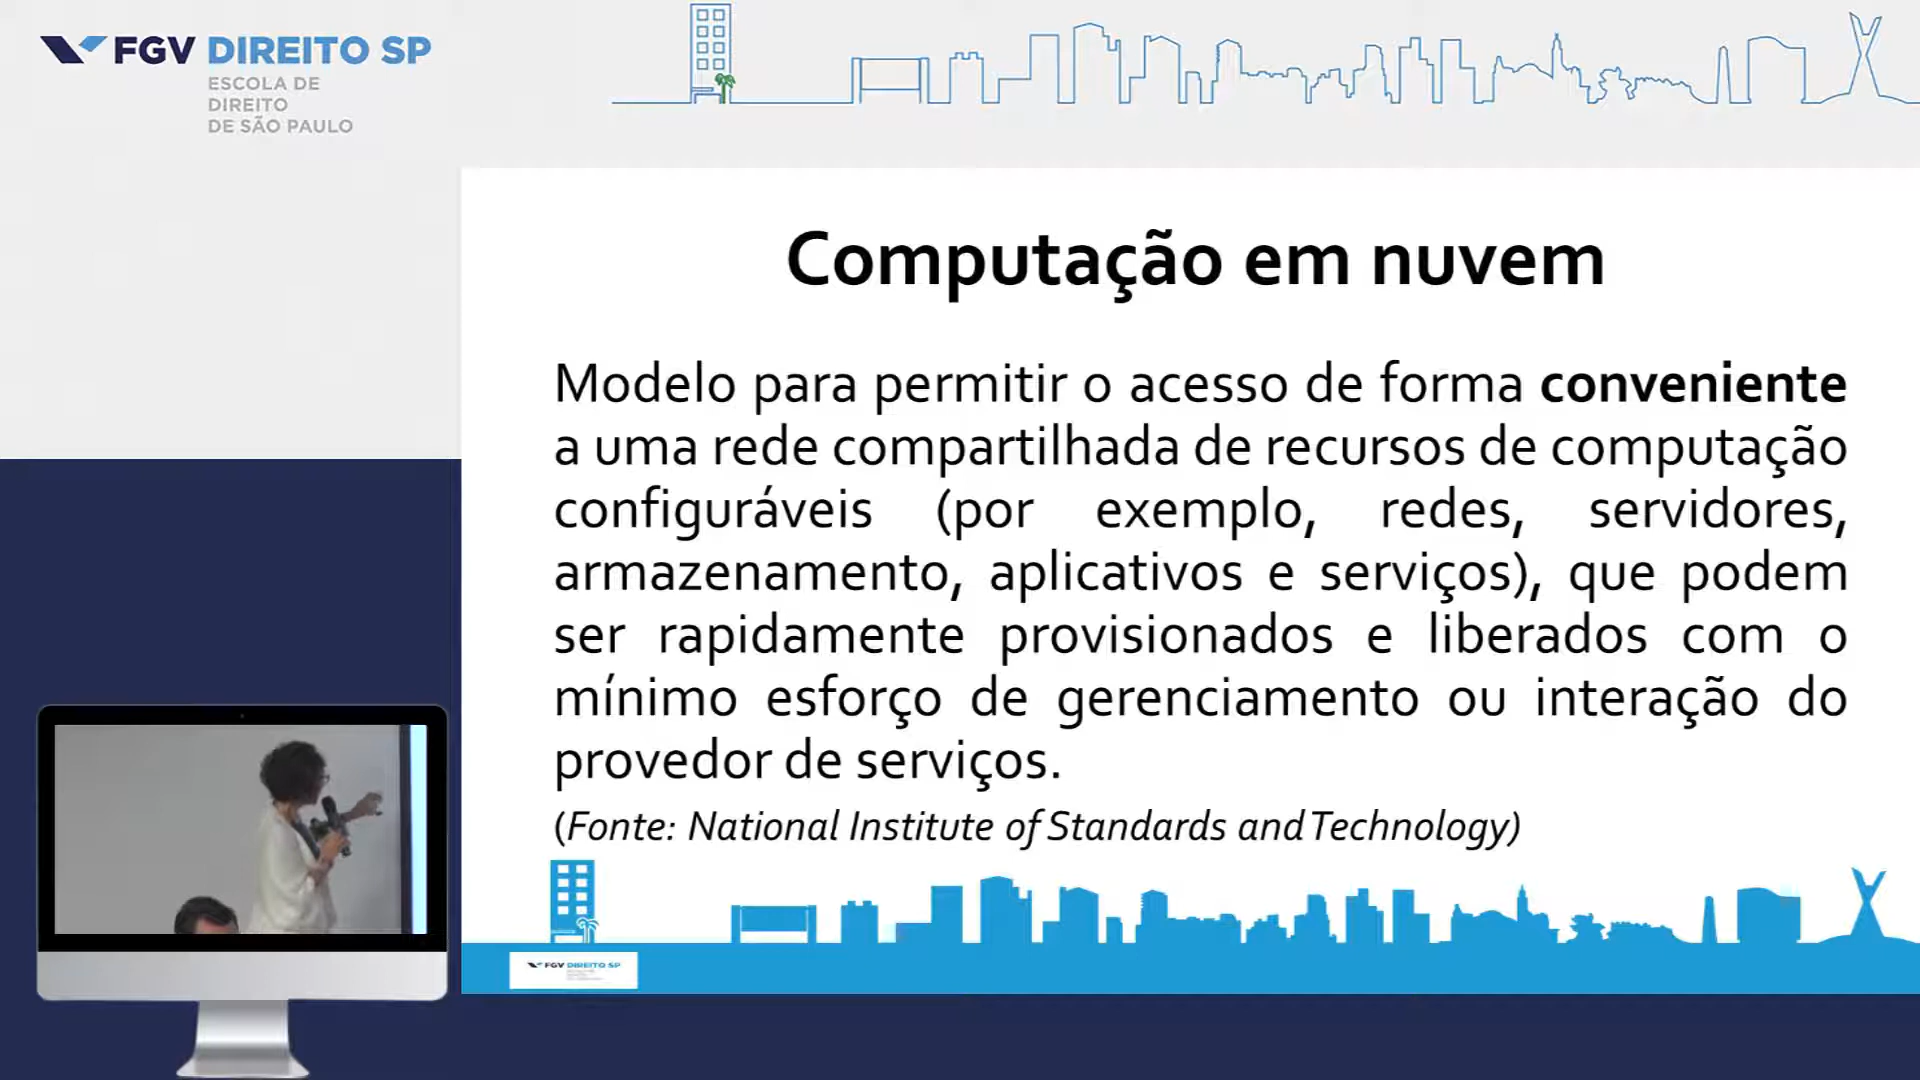 FGV DIREITO SP
ESCOLA DE
DIREITO
DE SÃO PAULO
Computação em nuvem
Modelo para permitir o acesso de forma conveniente
a uma rede compartilhada de recursos de computação
configuráveis (por exemplo, redes, servidores,
armazenamento, aplicativos e serviços), que podem
ser rapidamente provisionados e liberados com o
mínimo esforço de gerenciamento ou interação do
provedor de serviços.
(Fonte: National Institute of Standards and Technology)
FGV DIREITO SP